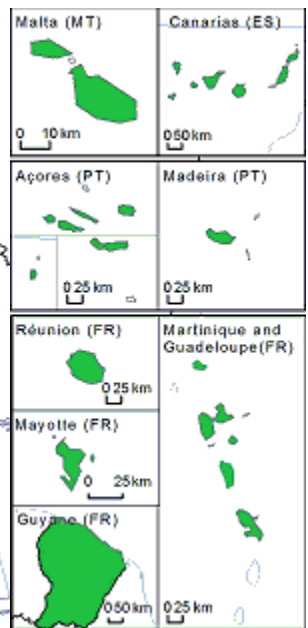 Malta (MT)
0 10 km
Canarias (ES)
0 50 km
Açores (PT)
0 25 km
Madeira (PT)
0 25 km
Réunion (FR)
0 25 km
Martinique and
Guadeloupe(FR)
Mayotte (FR)
0 25 km
Guyane (FR)
0 50 km
0 25 km